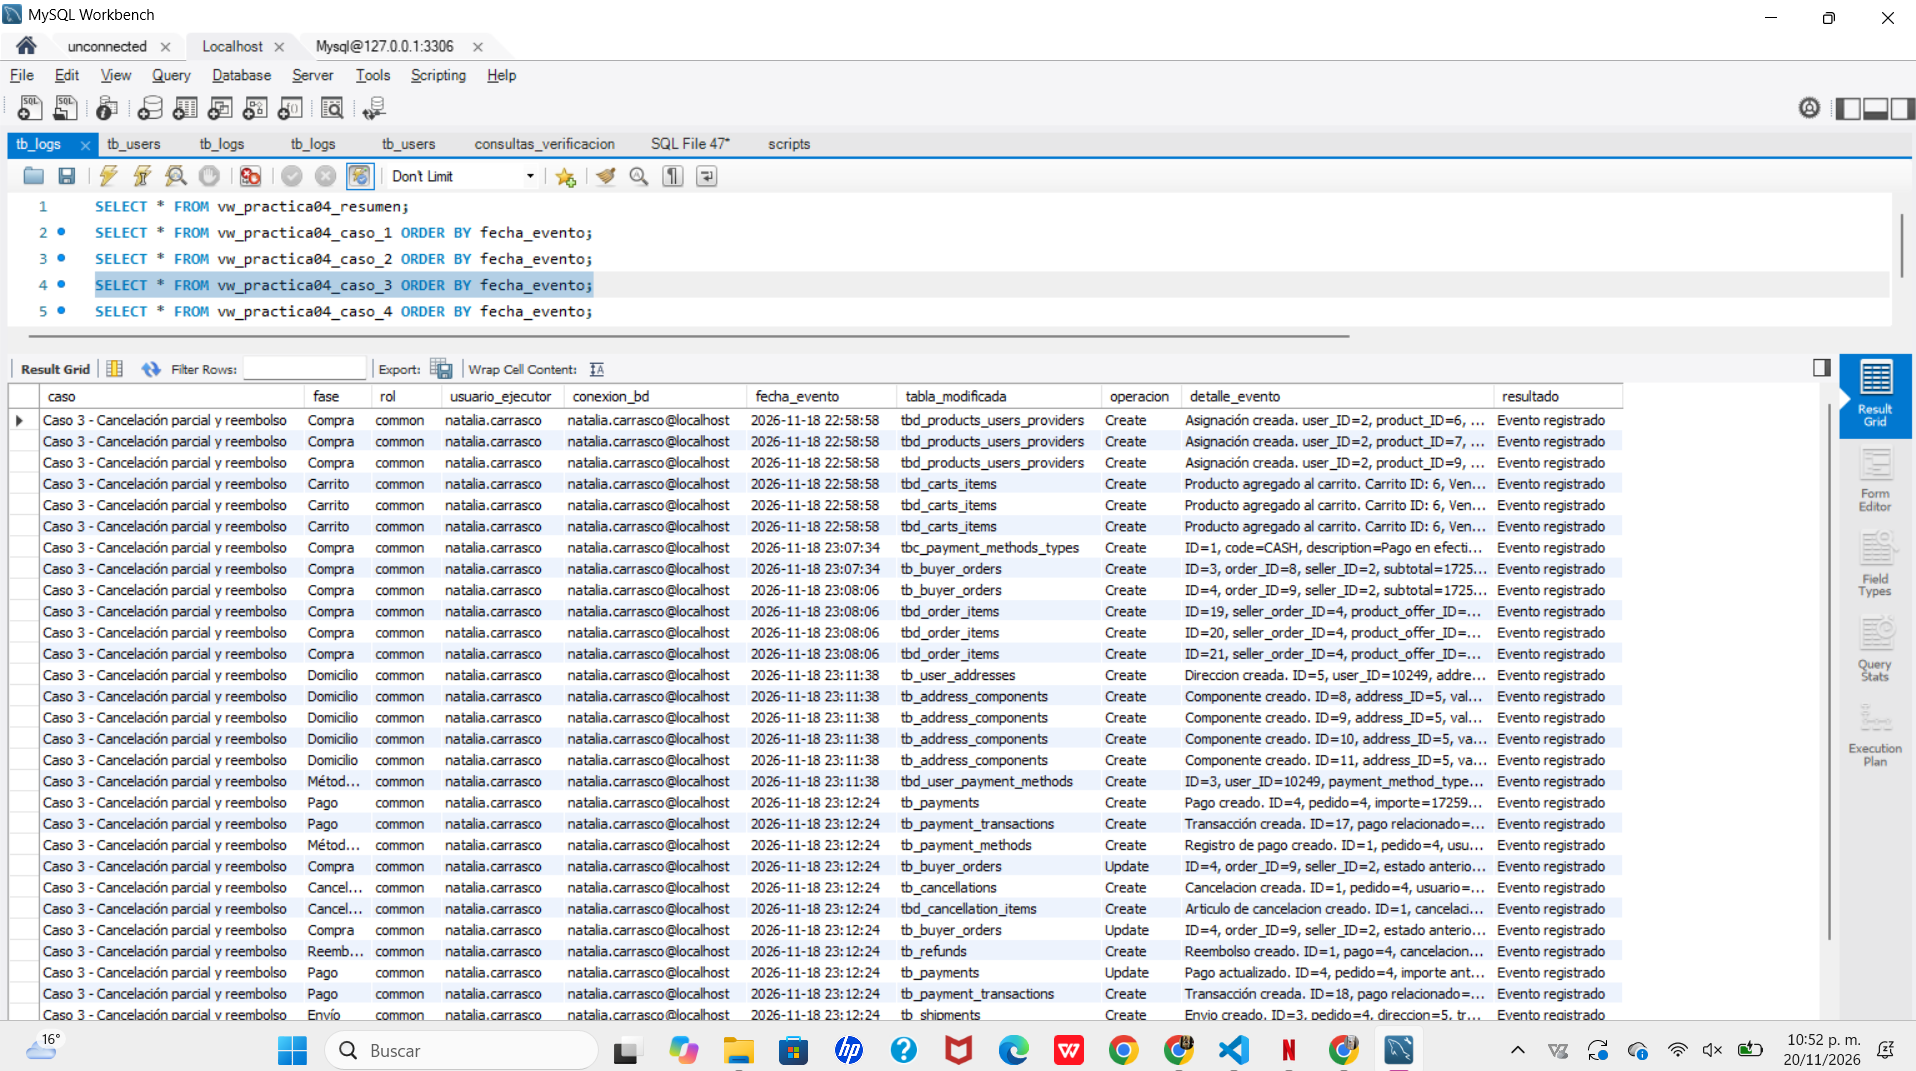 MySQL Workbench
unconnected
Localhost
Mysql@127.0.0.1:3306
File Edit View Query Database Server Tools Scripting Help
tb_logs tb_users tb_logs tb_logs tb_users consultas_verificacion SQL File 47* scripts
Don't Limit
1 SELECT * FROM vw_practica04_resumen;
2 SELECT * FROM vw_practica04_caso_1 ORDER BY fecha_evento;
3 SELECT * FROM vw_practica04_caso_2 ORDER BY fecha_evento;
4 SELECT * FROM vw_practica04_caso_3 ORDER BY fecha_evento;
5 SELECT * FROM vw_practica04_caso_4 ORDER BY fecha_evento;
Result Grid Filter Rows: Export: Wrap Cell Content:
caso fase rol usuario_ejecutor conexion_bd fecha_evento tabla_modificada operacion detalle_evento resultado
Caso 3 - Cancelación parcial y reembolso Compra common natalia.carrasco natalia.carrasco@localhost 2026-11-18 22:58:58 tbd_products_users_providers Create Asignación creada. user_ID=2, product_ID=6, ... Evento registrado
Caso 3 - Cancelación parcial y reembolso Compra common natalia.carrasco natalia.carrasco@localhost 2026-11-18 22:58:58 tbd_products_users_providers Create Asignación creada. user_ID=2, product_ID=7, ... Evento registrado
Caso 3 - Cancelación parcial y reembolso Compra common natalia.carrasco natalia.carrasco@localhost 2026-11-18 22:58:58 tbd_products_users_providers Create Asignación creada. user_ID=2, product_ID=9, ... Evento registrado
Caso 3 - Cancelación parcial y reembolso Carrito common natalia.carrasco natalia.carrasco@localhost 2026-11-18 22:58:58 tbd_carts_items Create Producto agregado al carrito. Carrito ID: 6, Ven... Evento registrado
Caso 3 - Cancelación parcial y reembolso Carrito common natalia.carrasco natalia.carrasco@localhost 2026-11-18 22:58:58 tbd_carts_items Create Producto agregado al carrito. Carrito ID: 6, Ven... Evento registrado
Caso 3 - Cancelación parcial y reembolso Carrito common natalia.carrasco natalia.carrasco@localhost 2026-11-18 22:58:58 tbd_carts_items Create Producto agregado al carrito. Carrito ID: 6, Ven... Evento registrado
Caso 3 - Cancelación parcial y reembolso Compra common natalia.carrasco natalia.carrasco@localhost 2026-11-18 23:07:34 tbc_payment_methods_types Create ID=1, code=CASH, description=Pago en efecti... Evento registrado
Caso 3 - Cancelación parcial y reembolso Compra common natalia.carrasco natalia.carrasco@localhost 2026-11-18 23:07:34 tb_buyer_orders Create ID=3, order_ID=8, seller_ID=2, subtotal=1725... Evento registrado
Caso 3 - Cancelación parcial y reembolso Compra common natalia.carrasco natalia.carrasco@localhost 2026-11-18 23:08:06 tb_buyer_orders Create ID=4, order_ID=9, seller_ID=2, subtotal=1725... Evento registrado
Caso 3 - Cancelación parcial y reembolso Compra common natalia.carrasco natalia.carrasco@localhost 2026-11-18 23:08:06 tbd_order_items Create ID=19, seller_order_ID=4, product_offer_ID=... Evento registrado
Caso 3 - Cancelación parcial y reembolso Compra common natalia.carrasco natalia.carrasco@localhost 2026-11-18 23:08:06 tbd_order_items Create ID=20, seller_order_ID=4, product_offer_ID=... Evento registrado
Caso 3 - Cancelación parcial y reembolso Compra common natalia.carrasco natalia.carrasco@localhost 2026-11-18 23:08:06 tbd_order_items Create ID=21, seller_order_ID=4, product_offer_ID=... Evento registrado
Caso 3 - Cancelación parcial y reembolso Domicilio common natalia.carrasco natalia.carrasco@localhost 2026-11-18 23:11:38 tb_user_addresses Create Direccion creada. ID=5, user_ID=10249, addre... Evento registrado
Caso 3 - Cancelación parcial y reembolso Domicilio common natalia.carrasco natalia.carrasco@localhost 2026-11-18 23:11:38 tb_address_components Create Componente creado. ID=8, address_ID=5, val... Evento registrado
Caso 3 - Cancelación parcial y reembolso Domicilio common natalia.carrasco natalia.carrasco@localhost 2026-11-18 23:11:38 tb_address_components Create Componente creado. ID=9, address_ID=5, val... Evento registrado
Caso 3 - Cancelación parcial y reembolso Domicilio common natalia.carrasco natalia.carrasco@localhost 2026-11-18 23:11:38 tb_address_components Create Componente creado. ID=10, address_ID=5, va... Evento registrado
Caso 3 - Cancelación parcial y reembolso Domicilio common natalia.carrasco natalia.carrasco@localhost 2026-11-18 23:11:38 tb_address_components Create Componente creado. ID=11, address_ID=5, va... Evento registrado
Caso 3 - Cancelación parcial y reembolso Métod... common natalia.carrasco natalia.carrasco@localhost 2026-11-18 23:11:38 tbd_user_payment_methods Create ID=3, user_ID=10249, payment_method_type... Evento registrado
Caso 3 - Cancelación parcial y reembolso Pago common natalia.carrasco natalia.carrasco@localhost 2026-11-18 23:12:24 tb_payments Create Pago creado. ID=4, pedido=4, importe=17259... Evento registrado
Caso 3 - Cancelación parcial y reembolso Pago common natalia.carrasco natalia.carrasco@localhost 2026-11-18 23:12:24 tb_payment_transactions Create Transacción creada. ID=17, pago relacionado=... Evento registrado
Caso 3 - Cancelación parcial y reembolso Métod... common natalia.carrasco natalia.carrasco@localhost 2026-11-18 23:12:24 tb_payment_methods Create Registro de pago creado. ID=1, pedido=4, usu... Evento registrado
Caso 3 - Cancelación parcial y reembolso Compra common natalia.carrasco natalia.carrasco@localhost 2026-11-18 23:12:24 tb_buyer_orders Update ID=4, order_ID=9, seller_ID=2, estado anterio... Evento registrado
Caso 3 - Cancelación parcial y reembolso Cancel... common natalia.carrasco natalia.carrasco@localhost 2026-11-18 23:12:24 tb_cancellations Create Cancelacion creada. ID=1, pedido=4, usuario=... Evento registrado
Caso 3 - Cancelación parcial y reembolso Cancel... common natalia.carrasco natalia.carrasco@localhost 2026-11-18 23:12:24 tbd_cancellation_items Create Articulo de cancelacion creado. ID=1, cancelaci... Evento registrado
Caso 3 - Cancelación parcial y reembolso Compra common natalia.carrasco natalia.carrasco@localhost 2026-11-18 23:12:24 tb_buyer_orders Update ID=4, order_ID=9, seller_ID=2, estado anterio... Evento registrado
Caso 3 - Cancelación parcial y reembolso Reemb... common natalia.carrasco natalia.carrasco@localhost 2026-11-18 23:12:24 tb_refunds Create Reembolso creado. ID=1, pago=4, cancelacion... Evento registrado
Caso 3 - Cancelación parcial y reembolso Pago common natalia.carrasco natalia.carrasco@localhost 2026-11-18 23:12:24 tb_payments Update Pago actualizado. ID=4, pedido=4, importe ant... Evento registrado
Caso 3 - Cancelación parcial y reembolso Pago common natalia.carrasco natalia.carrasco@localhost 2026-11-18 23:12:24 tb_payment_transactions Create Transacción creada. ID=18, pago relacionado=... Evento registrado
Caso 3 - Cancelación parcial y reembolso Envío common natalia.carrasco natalia.carrasco@localhost 2026-11-18 23:12:24 tb_shipments Create Envio creado. ID=3, pedido=4, direccion=5, tr... Evento registrado
Result
Grid
Form
Editor
Field
Types
Query
Stats
Execution
Plan
16°
Buscar
10:52 p. m.
20/11/2026